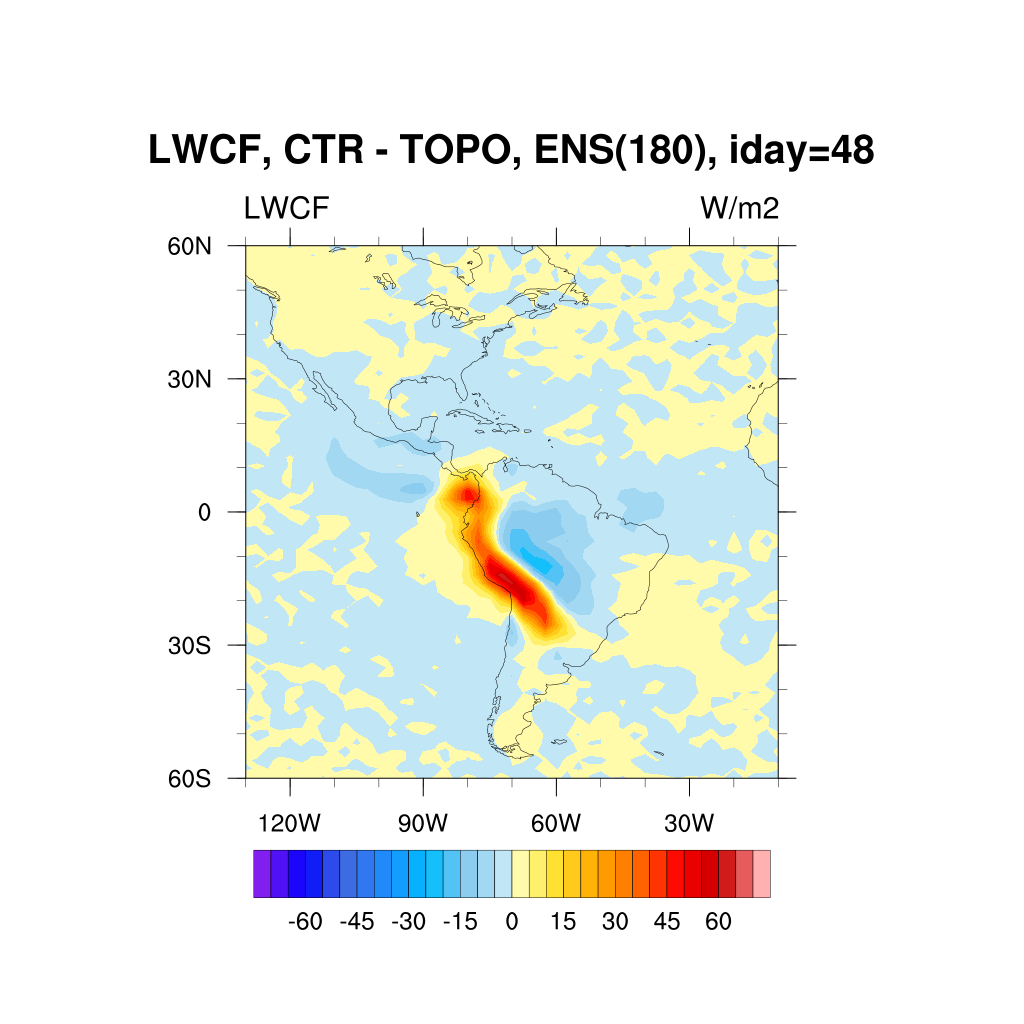 LWCF, CTR - TOPO, ENS(180), iday=48
LWCF W/m2
60N
30N
0
30S
60S
120W 90W 60W 30W
-60 -45 -30 -15 0 15 30 45 60